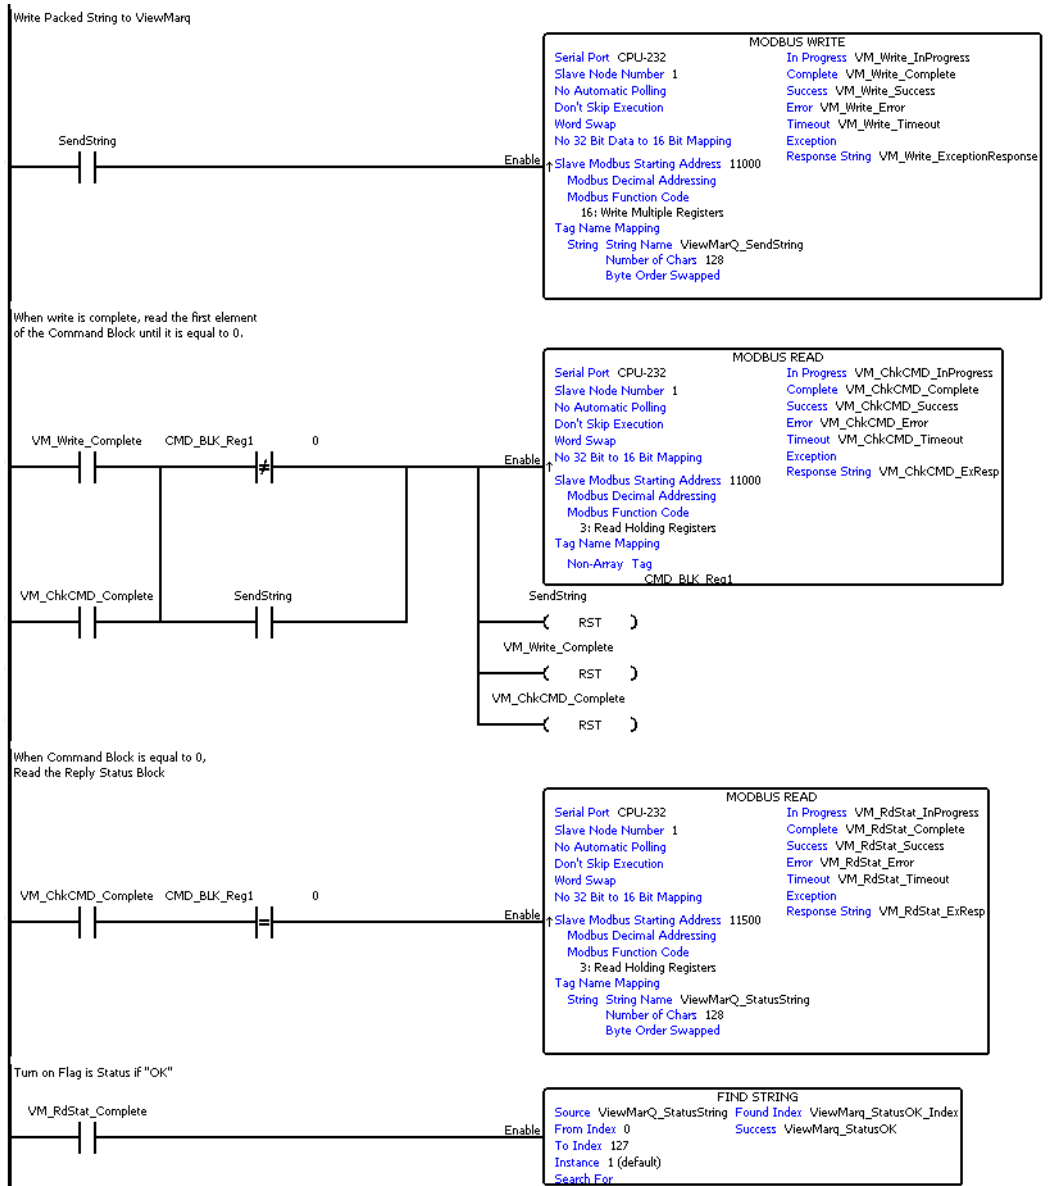 Write Packed String to ViewMarq
MODBUS WRITE
Serial Port CPU-232 In Progress VM_Write_InProgress
Slave Node Number 1 Complete VM_Write_Complete
No Automatic Polling Success VM_Write_Success
Don't Skip Execution Error VM_Write_Error
Word Swap Timeout VM_Write_Timeout
No 32 Bit Data to 16 Bit Mapping Exception
Response String VM_Write_ExceptionResponse
SendString
Enable
Slave Modbus Starting Address 11000
Modbus Decimal Addressing
Modbus Function Code
16: Write Multiple Registers
Tag Name Mapping
String String Name ViewMarQ_SendString
Number of Chars 128
Byte Order Swapped
When write is complete, read the first element
of the Command Block until it is equal to 0.
MODBUS READ
Serial Port CPU-232 In Progress VM_ChkCMD_InProgress
Slave Node Number 1 Complete VM_ChkCMD_Complete
No Automatic Polling Success VM_ChkCMD_Success
Don't Skip Execution Error VM_ChkCMD_Error
Word Swap Timeout VM_ChkCMD_Timeout
No 32 Bit to 16 Bit Mapping Exception
Response String VM_ChkCMD_ExResp
VM_Write_Complete CMD_BLK_Reg1 0
≠
Enable
Slave Modbus Starting Address 11000
Modbus Decimal Addressing
Modbus Function Code
3: Read Holding Registers
Tag Name Mapping
Non-Array Tag
CMD_BLK_Reg1
VM_ChkCMD_Complete SendString
SendString
RST
VM_Write_Complete
RST
VM_ChkCMD_Complete
RST
When Command Block is equal to 0,
Read the Reply Status Block
MODBUS READ
Serial Port CPU-232 In Progress VM_RdStat_InProgress
Slave Node Number 1 Complete VM_RdStat_Complete
No Automatic Polling Success VM_RdStat_Success
Don't Skip Execution Error VM_RdStat_Error
Word Swap Timeout VM_RdStat_Timeout
No 32 Bit to 16 Bit Mapping Exception
Response String VM_RdStat_ExResp
VM_ChkCMD_Complete CMD_BLK_Reg1 0
=
Enable
Slave Modbus Starting Address 11500
Modbus Decimal Addressing
Modbus Function Code
3: Read Holding Registers
Tag Name Mapping
String String Name ViewMarQ_StatusString
Number of Chars 128
Byte Order Swapped
Turn on Flag is Status if "OK"
FIND STRING
Source ViewMarQ_StatusString Found Index ViewMarq_StatusOK_Index
From Index 0 Success ViewMarq_StatusOK
To Index 127
Instance 1 (default)
Search For
VM_RdStat_Complete
Enable